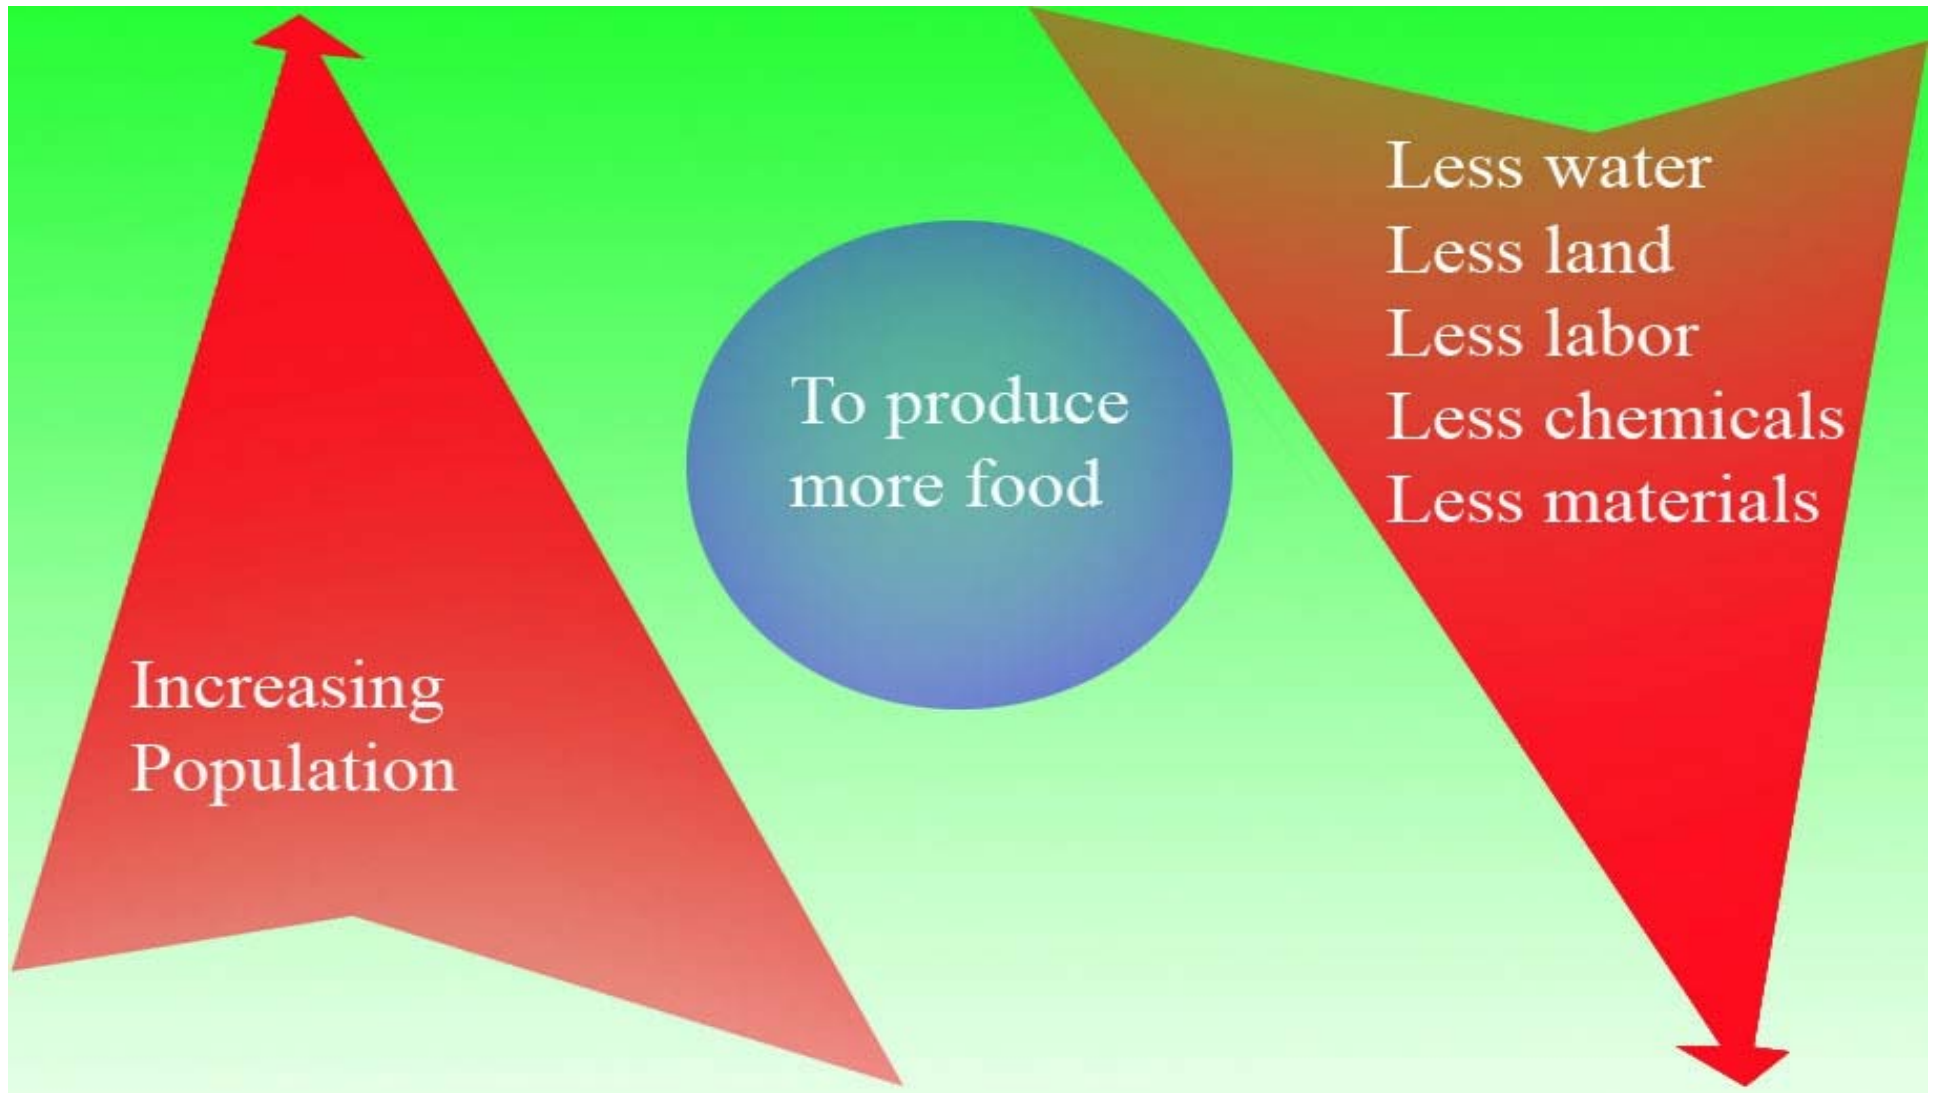 Increasing
Population
To produce
more food
Less water
Less land
Less labor
Less chemicals
Less materials